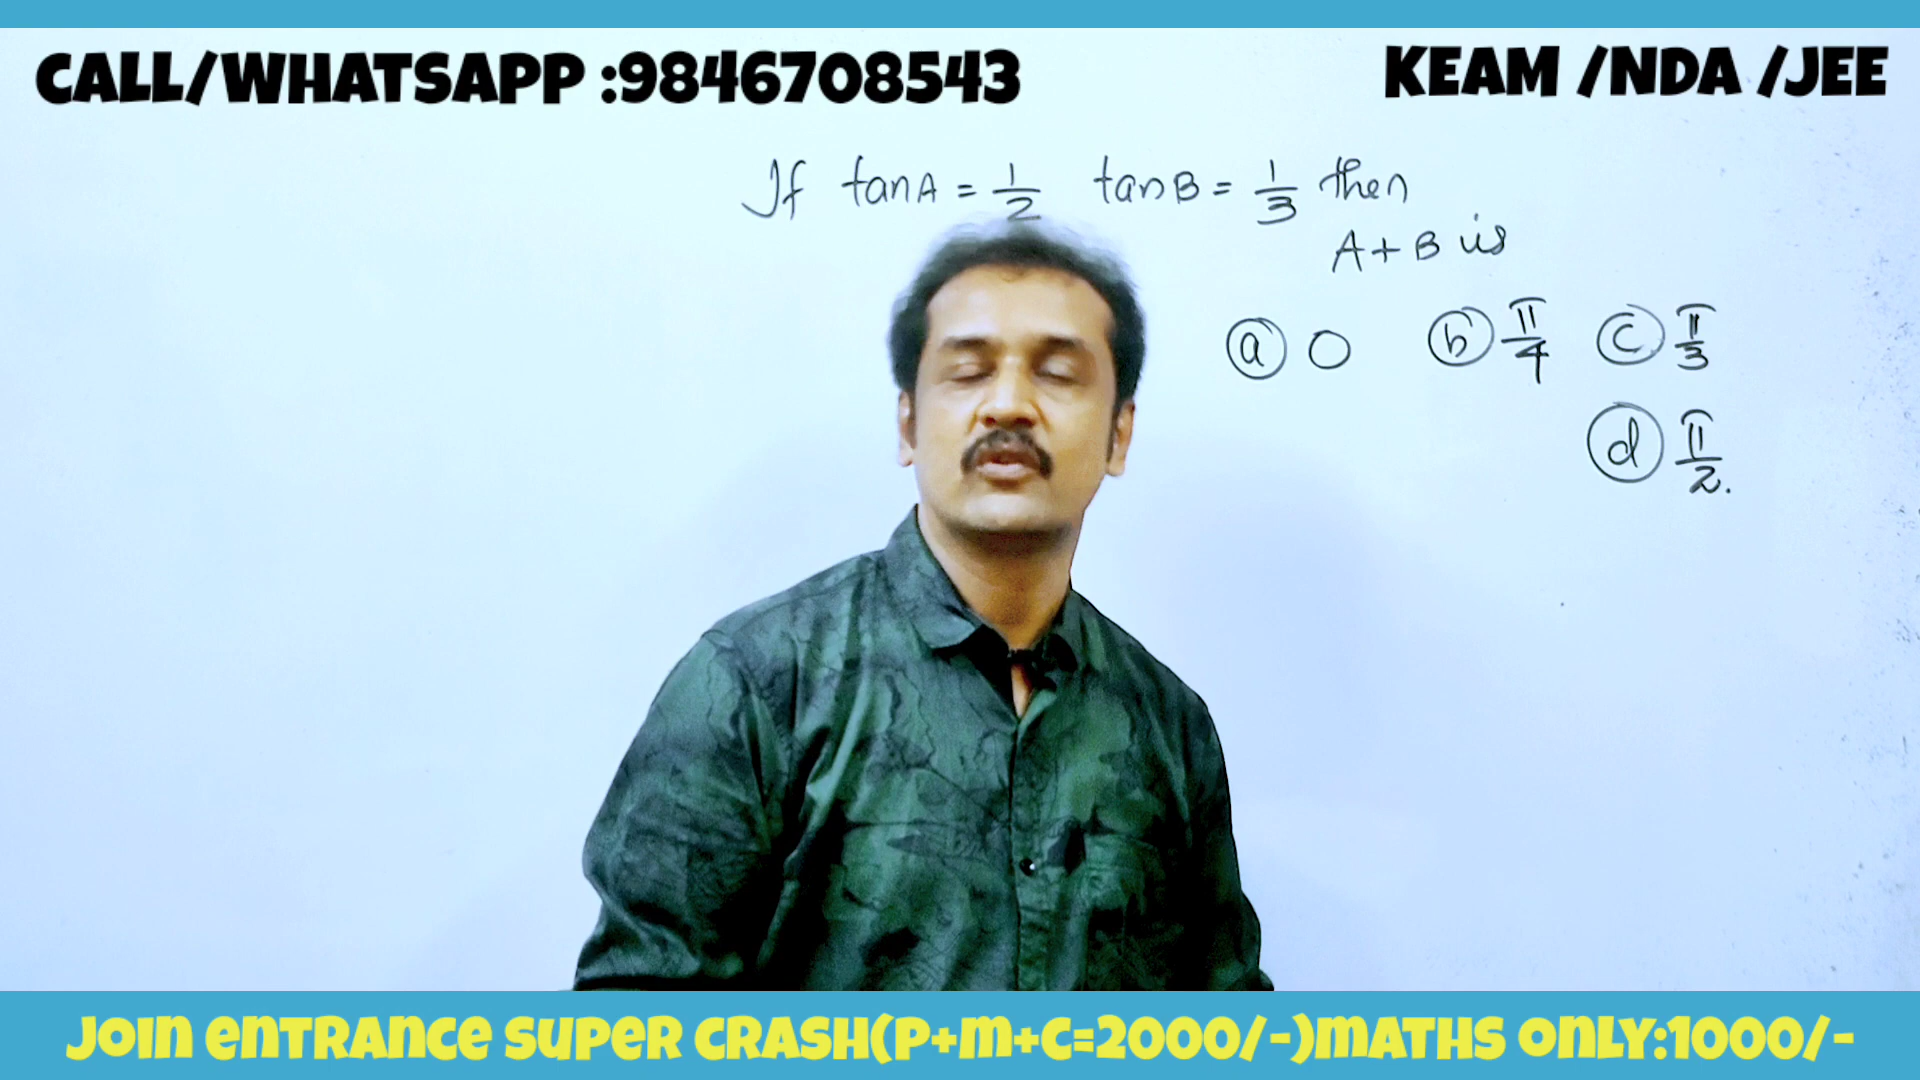 CALL/WHATSAPP :9846708543
KEAM /NDA /JEE
If tanA = 1/2 tanB = 1/3 then
A+B is
ⓐ 0 ⓑ π/4 ⓒ π/3
ⓓ π/2.
JOIN ENTRANCE SUPER CRASH(P+M+C=2000/-)MATHS ONLY:1000/-